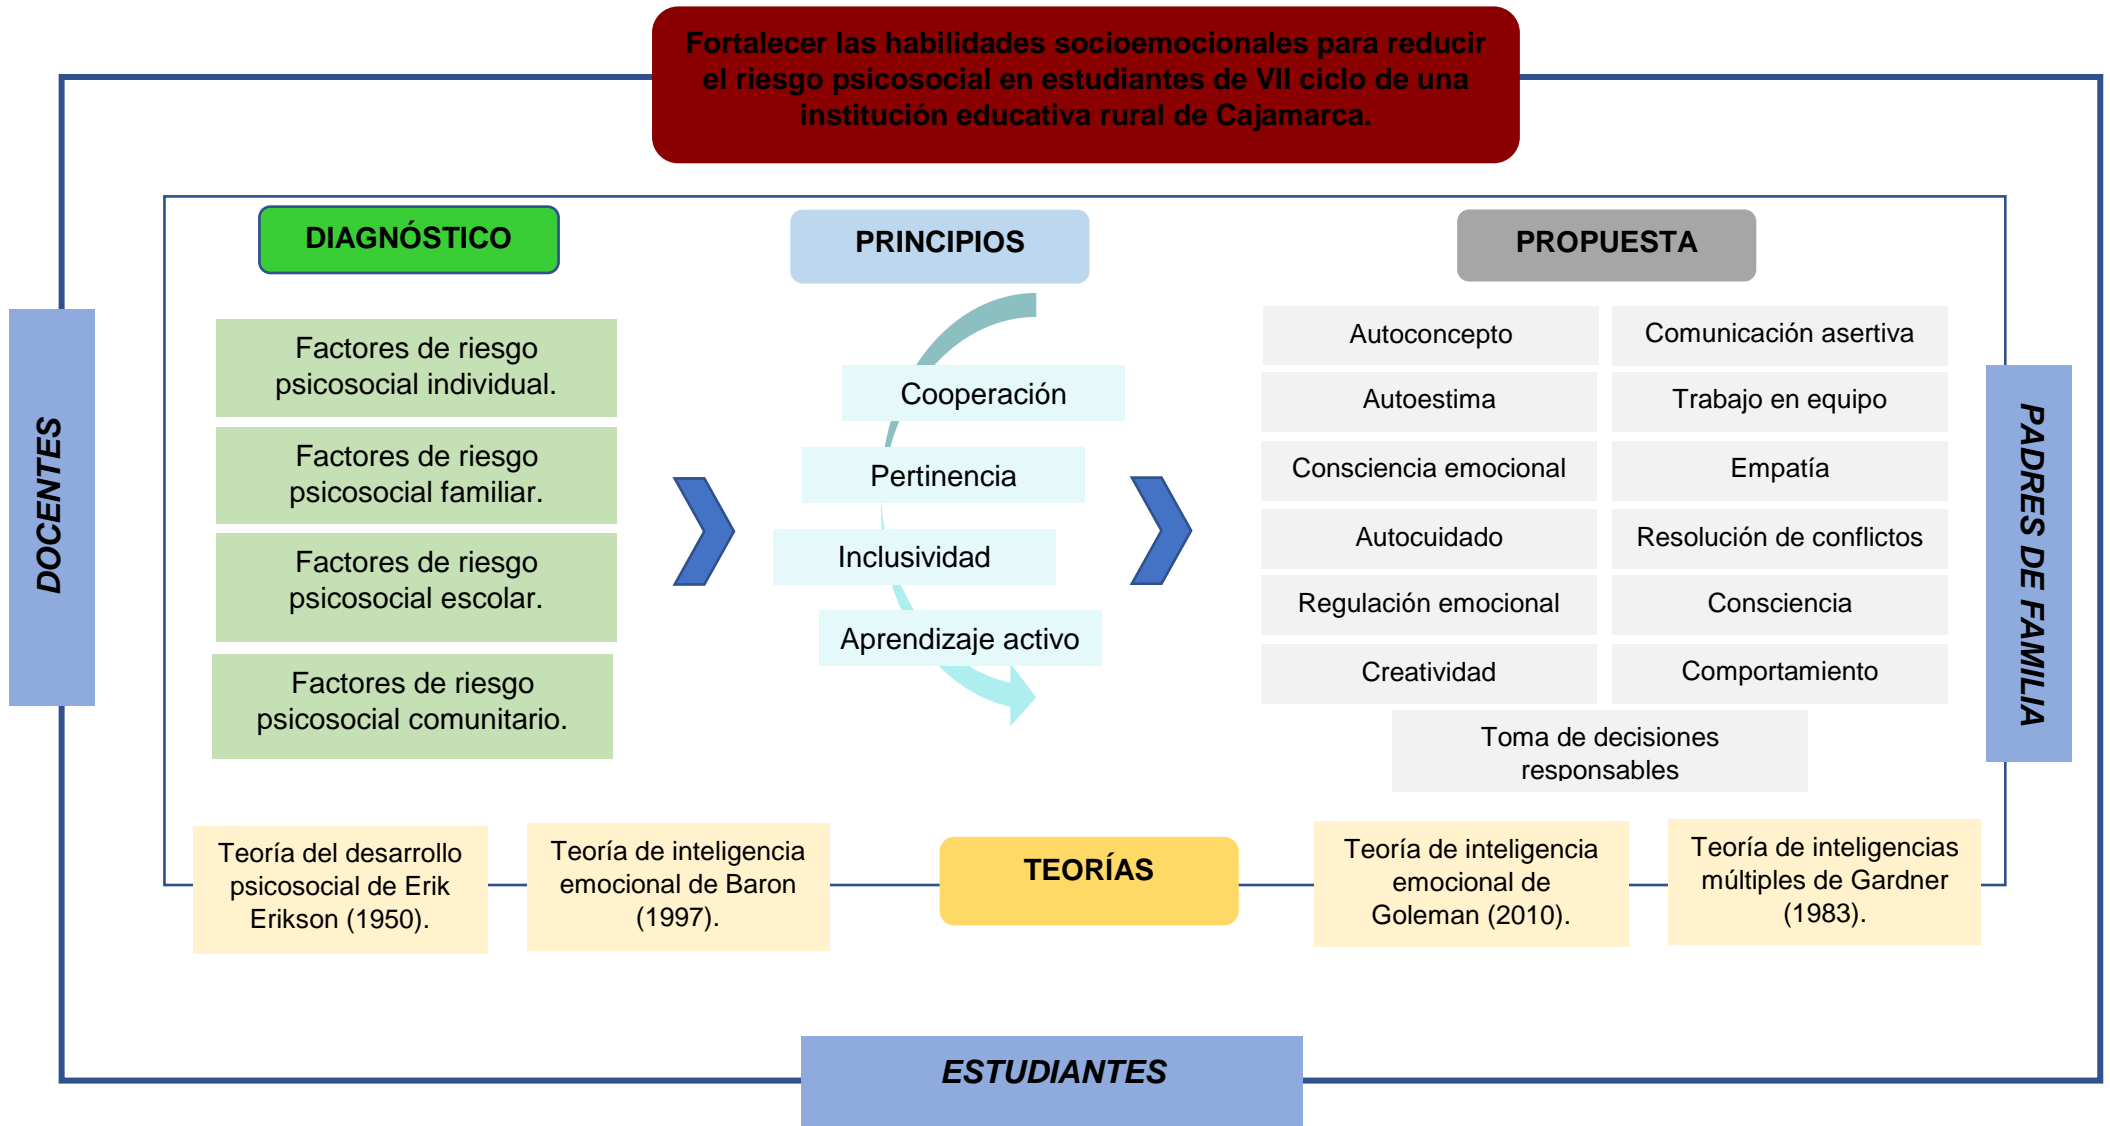 Fortalecer las habilidades socioemocionales para reducir
el riesgo psicosocial en estudiantes de VII ciclo de una
institución educativa rural de Cajamarca.
DIAGNÓSTICO
Factores de riesgo
psicosocial individual.
Factores de riesgo
psicosocial familiar.
Factores de riesgo
psicosocial escolar.
Factores de riesgo
psicosocial comunitario.
PRINCIPIOS
Cooperación
Pertinencia
Inclusividad
Aprendizaje activo
PROPUESTA
Autoconcepto
Comunicación asertiva
Autoestima
Trabajo en equipo
Consciencia emocional
Empatía
Autocuidado
Resolución de conflictos
Regulación emocional
Consciencia
Creatividad
Comportamiento
Toma de decisiones
responsables
DOCENTES
PADRES DE FAMILIA
Teoría del desarrollo
psicosocial de Erik
Erikson (1950).
Teoría de inteligencia
emocional de Baron
(1997).
TEORÍAS
Teoría de inteligencia
emocional de
Goleman (2010).
Teoría de inteligencias
múltiples de Gardner
(1983).
ESTUDIANTES